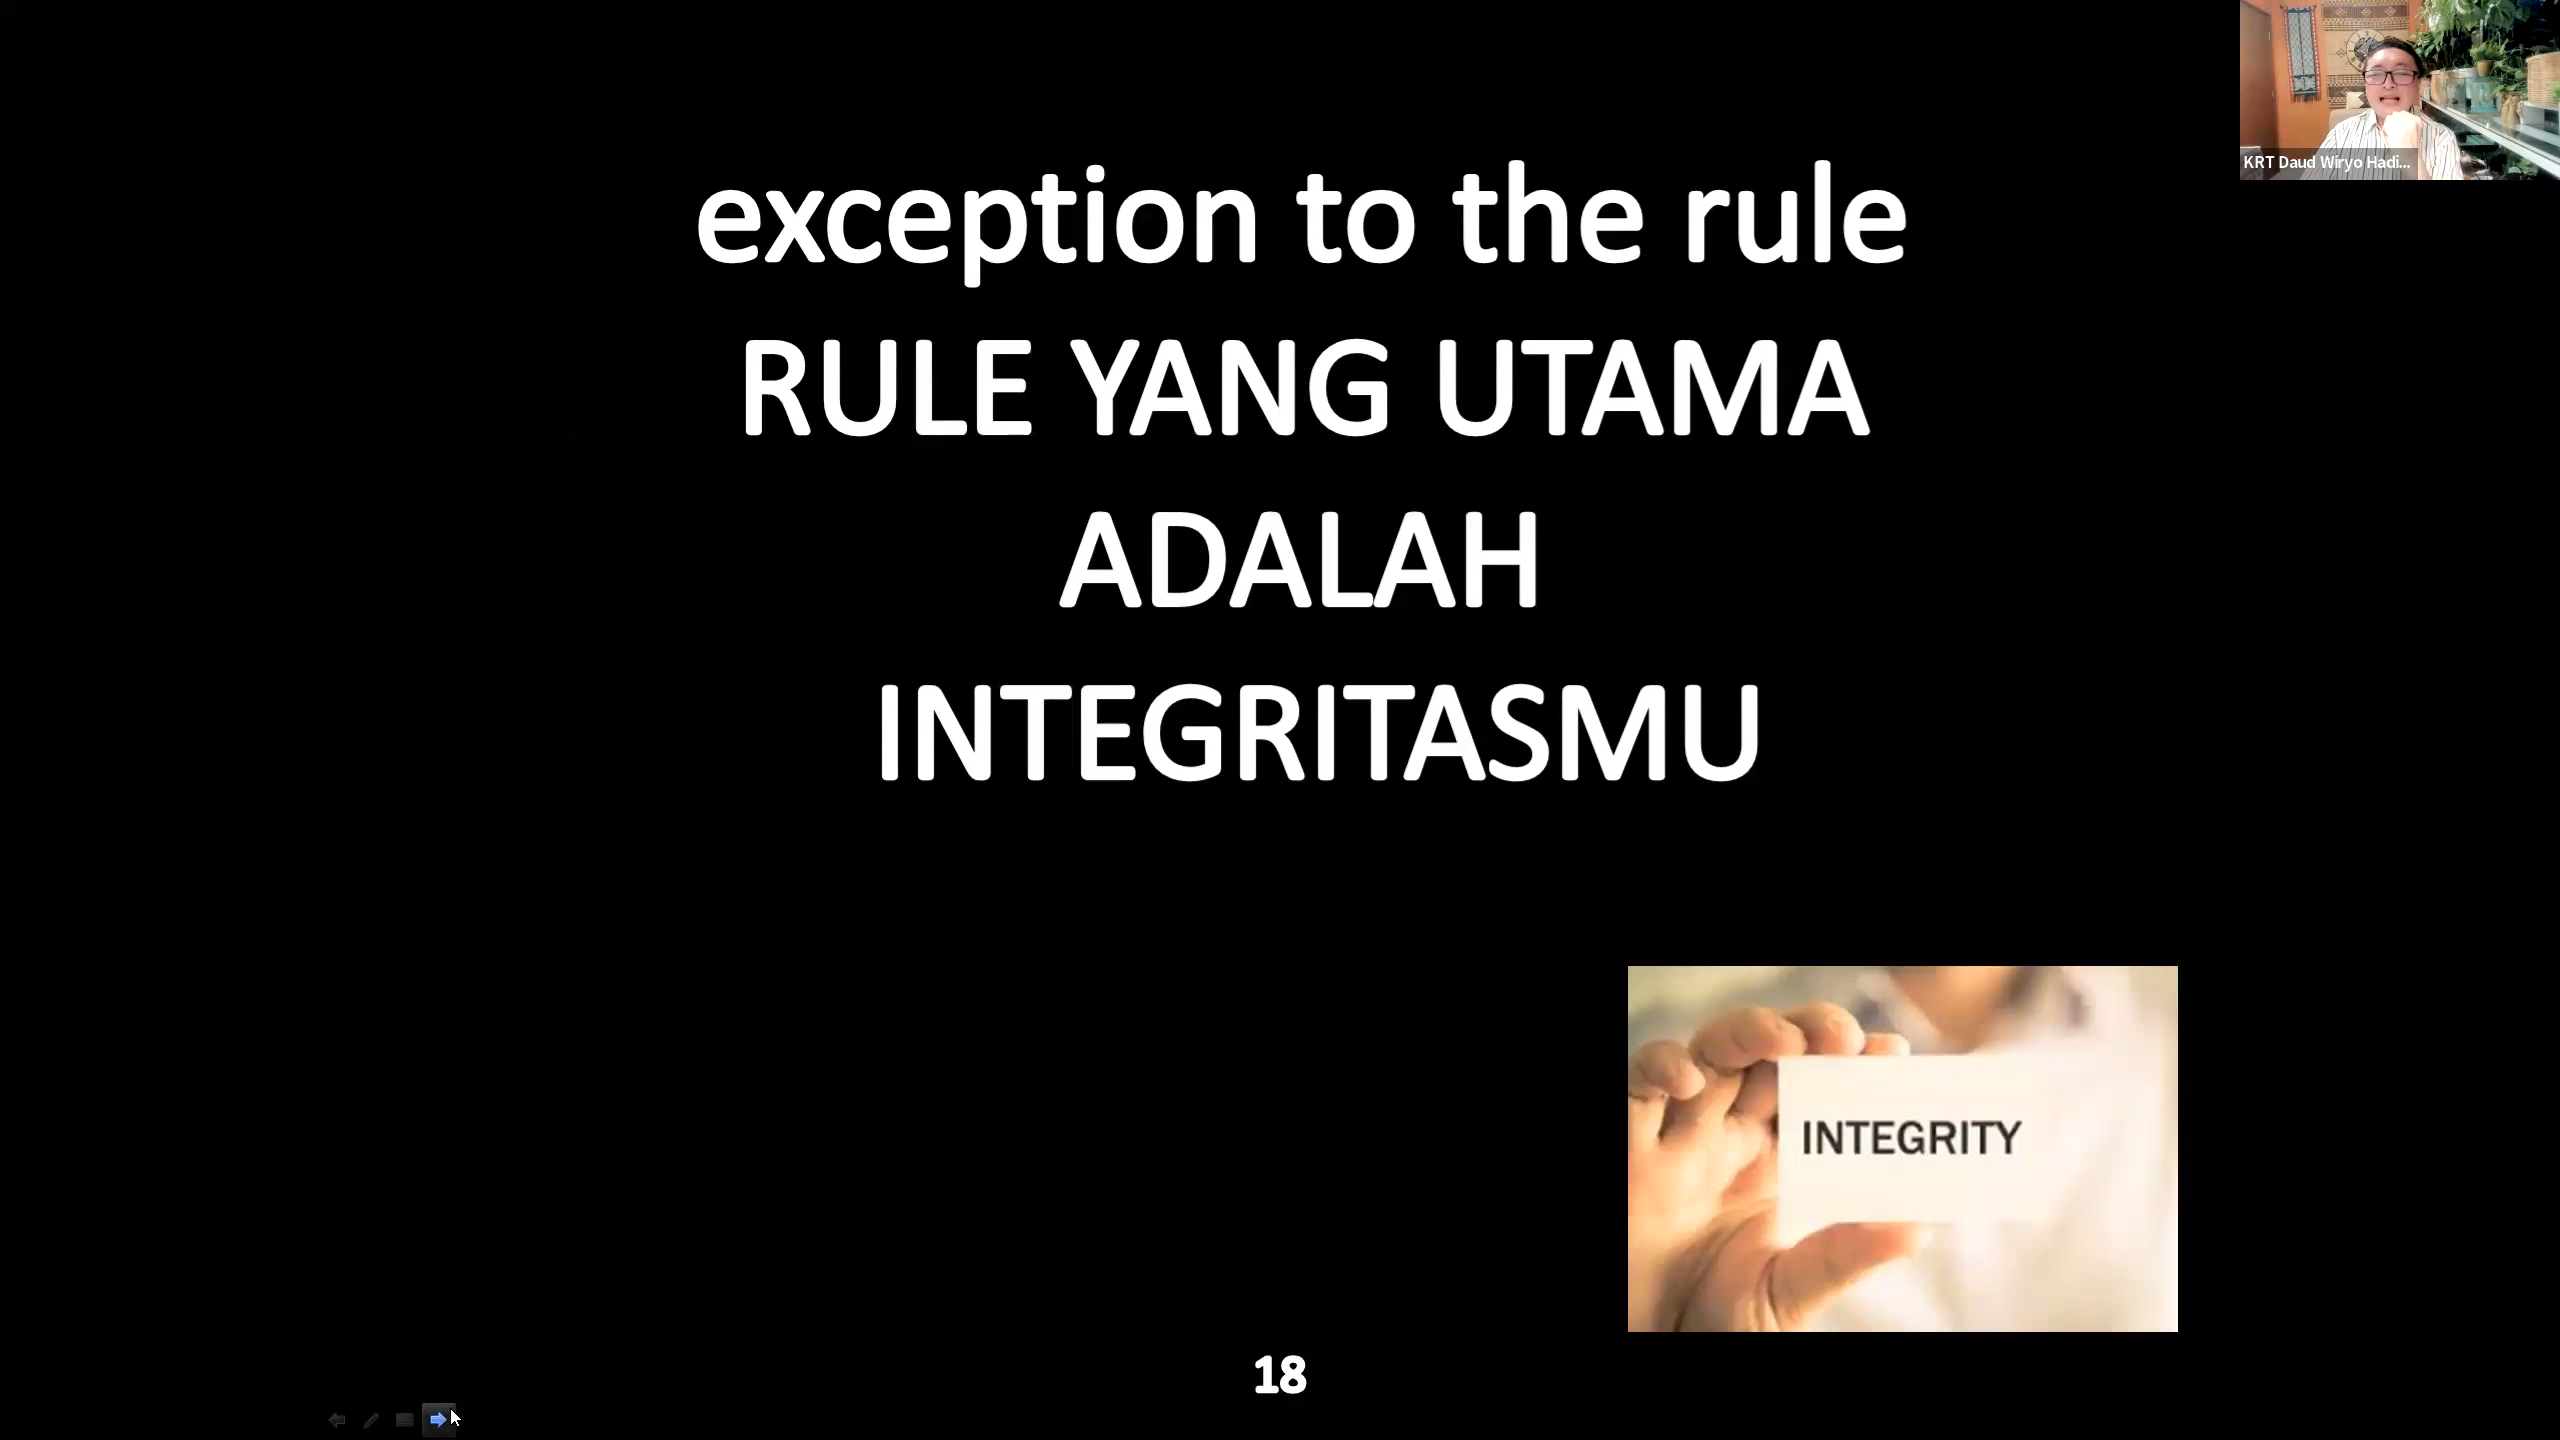 KRT Daud Wiryo Hadi...
exception to the rule
RULE YANG UTAMA
ADALAH
INTEGRITASMU
INTEGRITY
18